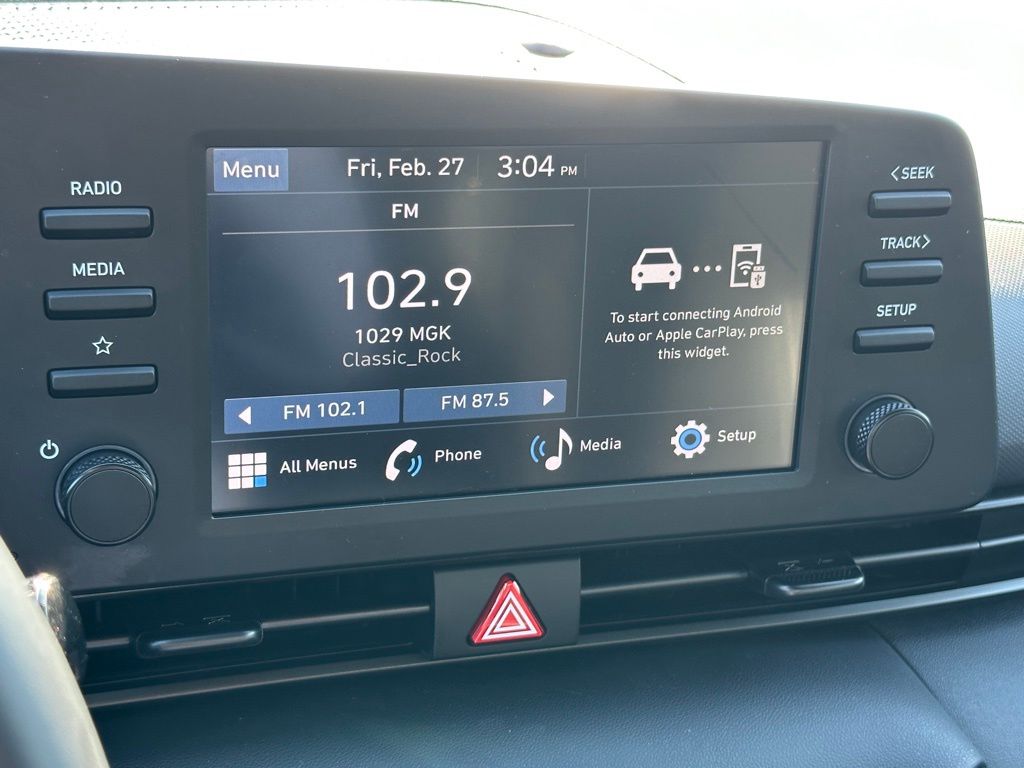 RADIO
MEDIA
Menu
Fri, Feb. 27
3:04 PM
FM
102.9
1029 MGK
Classic_Rock
FM 102.1
FM 87.5
To start connecting Android
Auto or Apple CarPlay, press
this widget.
All Menus
Phone
Media
Setup
<SEEK
TRACK>
SETUP